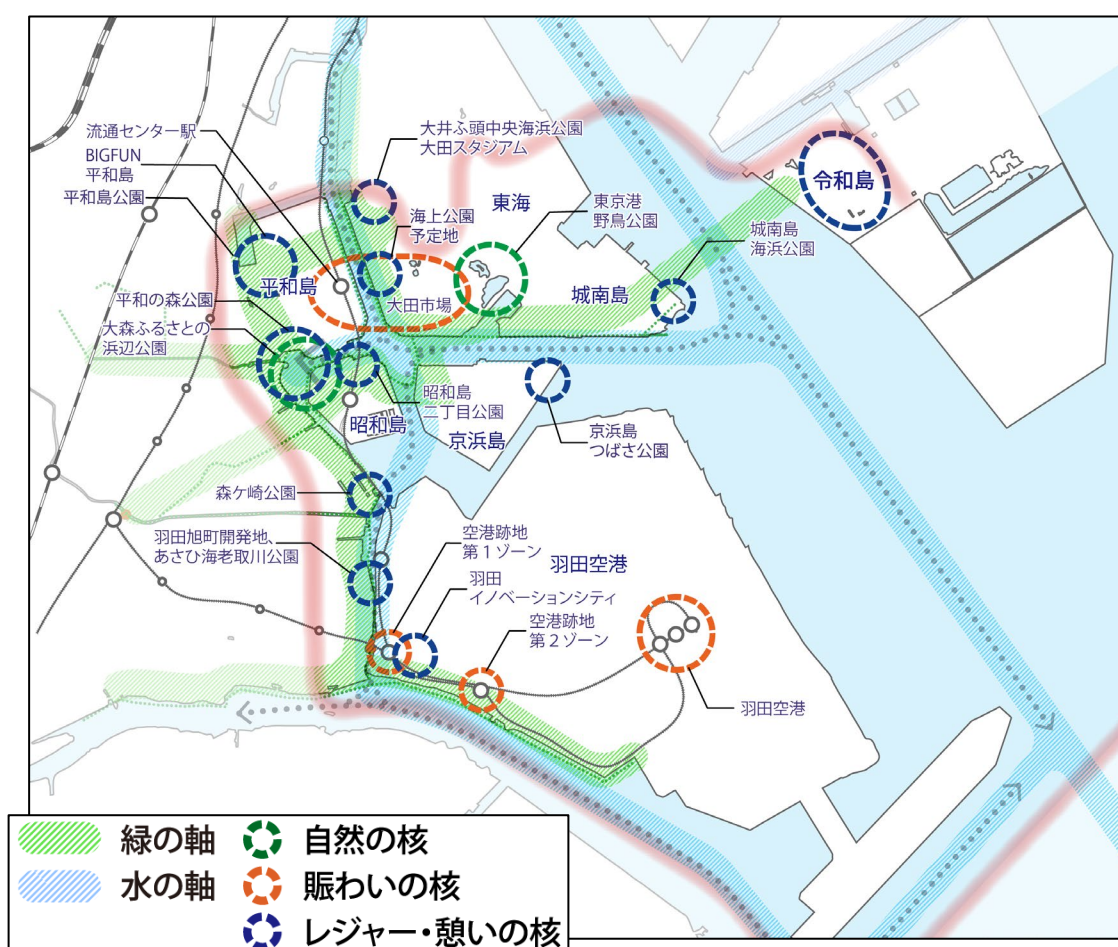 流通センター駅
BIGFUN
平和島
平和島公園
大井ふ頭中央海浜公園
大田スタジアム
海上公園
予定地
東海
東京港
野鳥公園
令和島
城南島
海浜公園
平和島
大田市場
城南島
平和の森公園
大森ふるさとの
浜辺公園
昭和島
二丁目公園
昭和島
京浜島
京浜島
つばさ公園
森ケ崎公園
羽田旭町開発地、
あさひ海老取川公園
空港跡地
第1ゾーン
羽田空港
羽田
イノベーションシティ
空港跡地
第2ゾーン
羽田空港
緑の軸
自然の核
水の軸
賑わいの核
レジャー・憩いの核